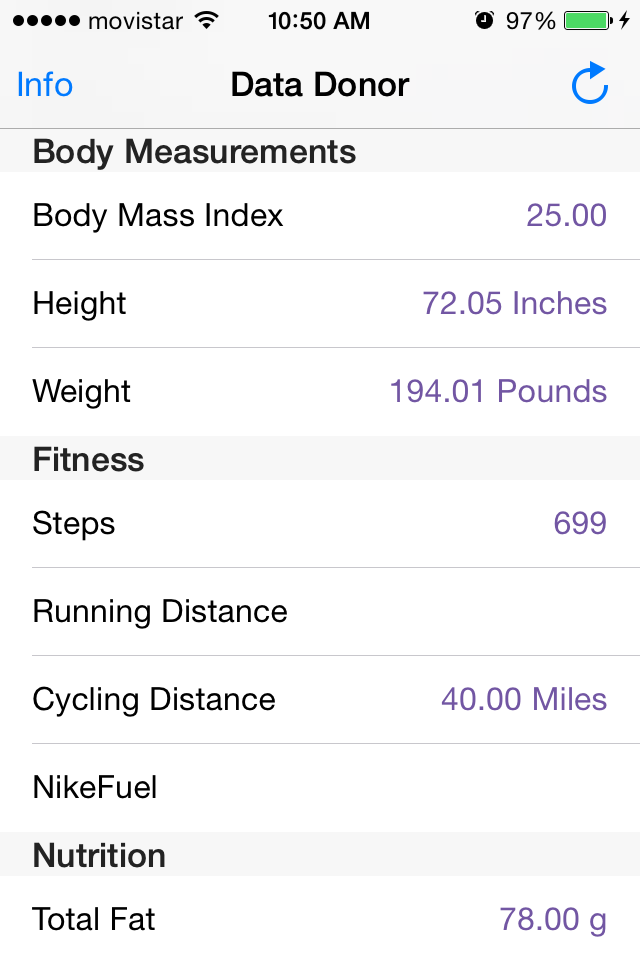 movistar 10:50 AM 97%
Info Data Donor
Body Measurements
Body Mass Index 25.00
Height 72.05 Inches
Weight 194.01 Pounds
Fitness
Steps 699
Running Distance
Cycling Distance 40.00 Miles
NikeFuel
Nutrition
Total Fat 78.00 g